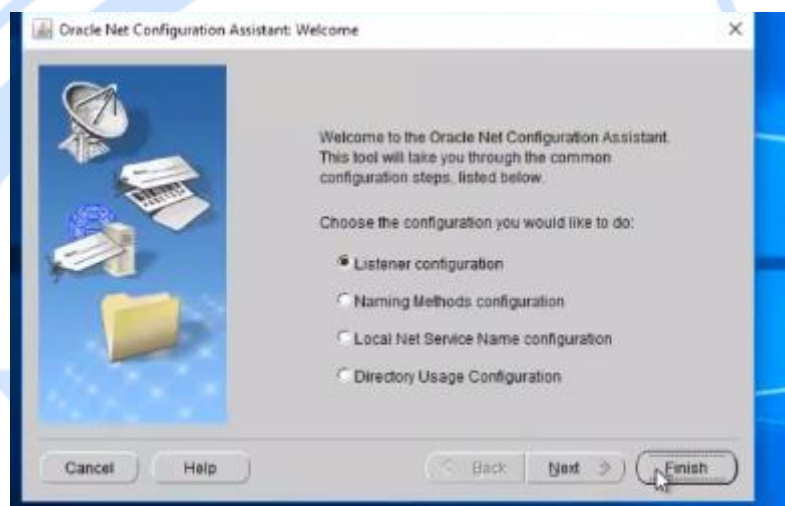 Oracle Net Configuration Assistant: Welcome
Welcome to the Oracle Net Configuration Assistant.
This tool will take you through the common
configuration steps, listed below.
Choose the configuration you would like to do:
Listener configuration
Naming Methods configuration
Local Net Service Name configuration
Directory Usage Configuration
Cancel Help Back Next Finish